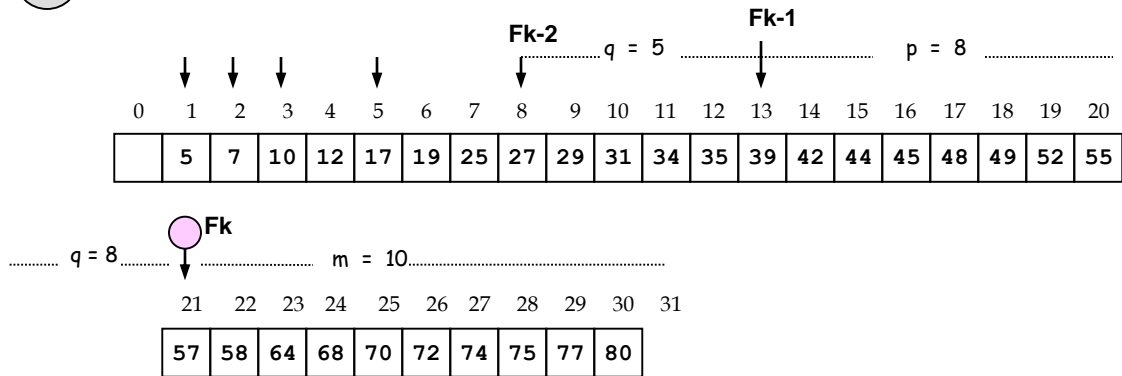 Fk-1
Fk-2
q = 5 p = 8
0 1 2 3 4 5 6 7 8 9 10 11 12 13 14 15 16 17 18 19 20
5 7 10 12 17 19 25 27 29 31 34 35 39 42 44 45 48 49 52 55
Fk
q = 8 m = 10
21 22 23 24 25 26 27 28 29 30 31
57 58 64 68 70 72 74 75 77 80